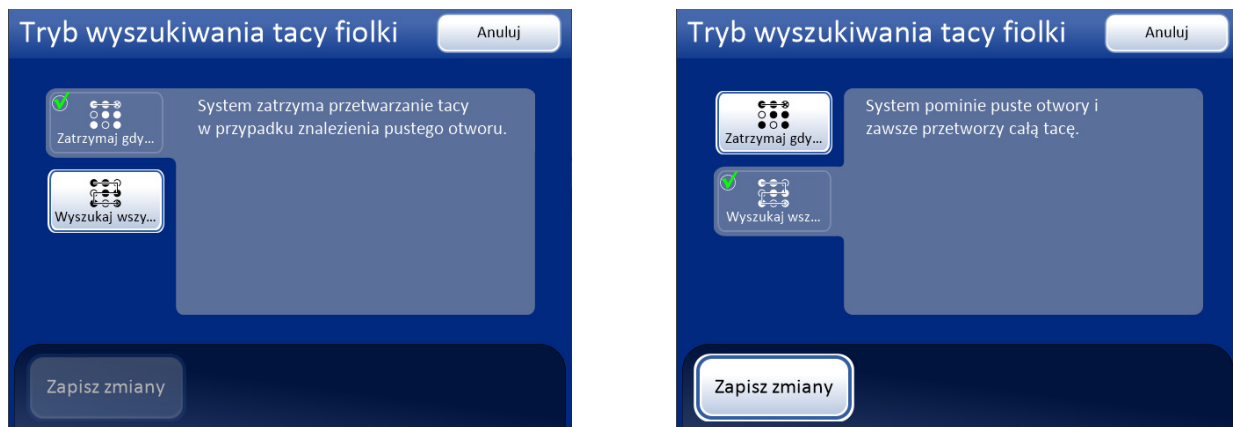 Tryb wyszukiwania tacy fiolki
Anuluj
Zatrzymaj gdy...
System zatrzyma przetwarzanie tacy
w przypadku znalezienia pustego otworu.
Wyszukaj wszy...
Zapisz zmiany
Tryb wyszukiwania tacy fiolki
Anuluj
Zatrzymaj gdy...
System pominie puste otwory i
zawsze przetworzy całą tacę.
Wyszukaj wsz...
Zapisz zmiany